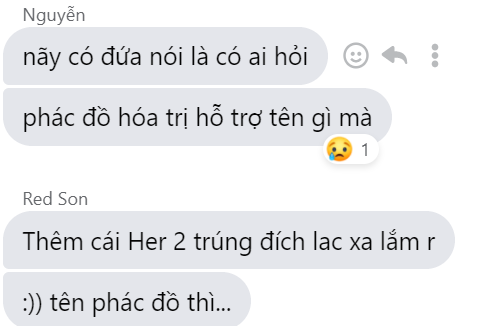 Nguyễn
nãy có đứa nói là có ai hỏi
phác đồ hóa trị hỗ trợ tên gì mà
1
Red Son
Thêm cái Her 2 trúng đích lac xa lắm r
:)) tên phác đồ thì...